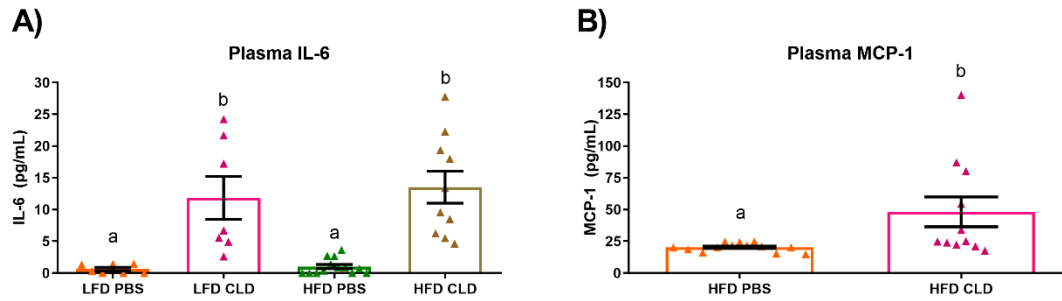 A)
Plasma IL-6
IL-6 (pg/mL)
30
25
20
15
10
5
0
a
b
a
b
LFD PBS
LFD CLD
HFD PBS
HFD CLD
B)
Plasma MCP-1
MCP-1 (pg/mL)
150
125
100
75
50
25
0
a
b
HFD PBS
HFD CLD